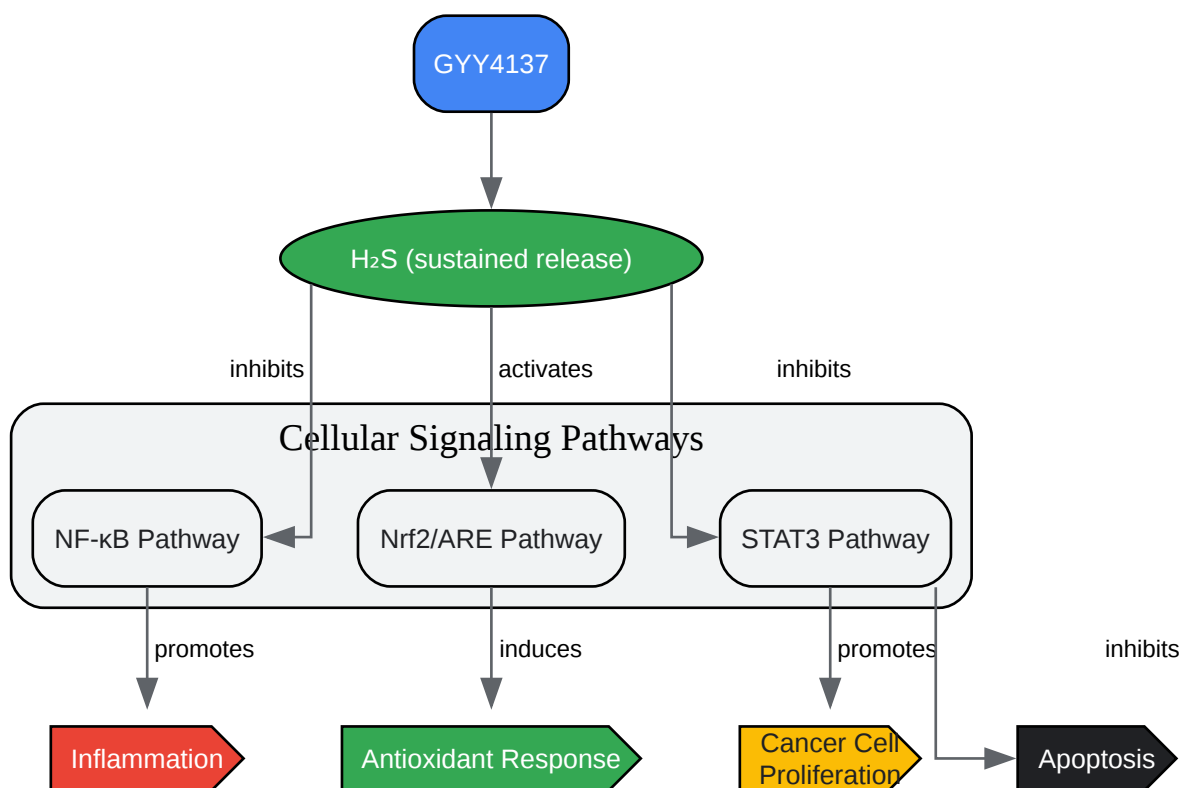 GYY4137
H₂S (sustained release)
inhibits
activates
inhibits
Cellular Signaling Pathways
NF-κB Pathway
Nrf2/ARE Pathway
STAT3 Pathway
promotes
induces
promotes
inhibits
Inflammation
Antioxidant Response
Cancer Cell
Proliferation
Apoptosis